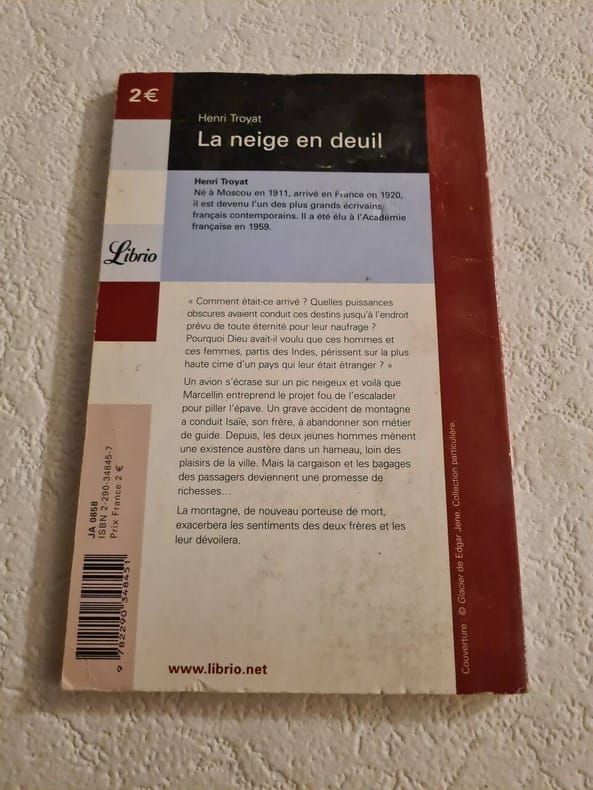 2€
Henri Troyat
La neige en deuil
Henri Troyat
Né à Moscou en 1911, arrivé en France en 1920,
il est devenu l'un des plus grands écrivains
français contemporains. Il a été élu à l'Académie
française en 1959.
Librio
« Comment était-ce arrivé ? Quelles puissances
obscures avaient conduit ces destins jusqu'à l'endroit
prévu de toute éternité pour leur naufrage ?
Pourquoi Dieu avait-il voulu que ces hommes et
ces femmes, partis des Indes, périssent sur la plus
haute cime d'un pays qui leur était étranger ? »
Un avion s'écrase sur un pic neigeux et voilà que
Marcellin entreprend le projet fou de l'escalader
pour piller l'épave. Un grave accident de montagne
a conduit Isaïe, son frère, à abandonner son métier
de guide. Depuis, les deux jeunes hommes mènent
une existence austère dans un hameau, loin des
plaisirs de la ville. Mais la cargaison et les bagages
des passagers deviennent une promesse de
richesses...
La montagne, de nouveau porteuse de mort,
exacerbera les sentiments des deux frères et les
leur dévoilera.
JA 0858
ISBN 2-290-34845-7
Prix France 2 €
9 782290 348451
www.librio.net
Couverture : © Glacier de Edgar Jene. Collection particulière.